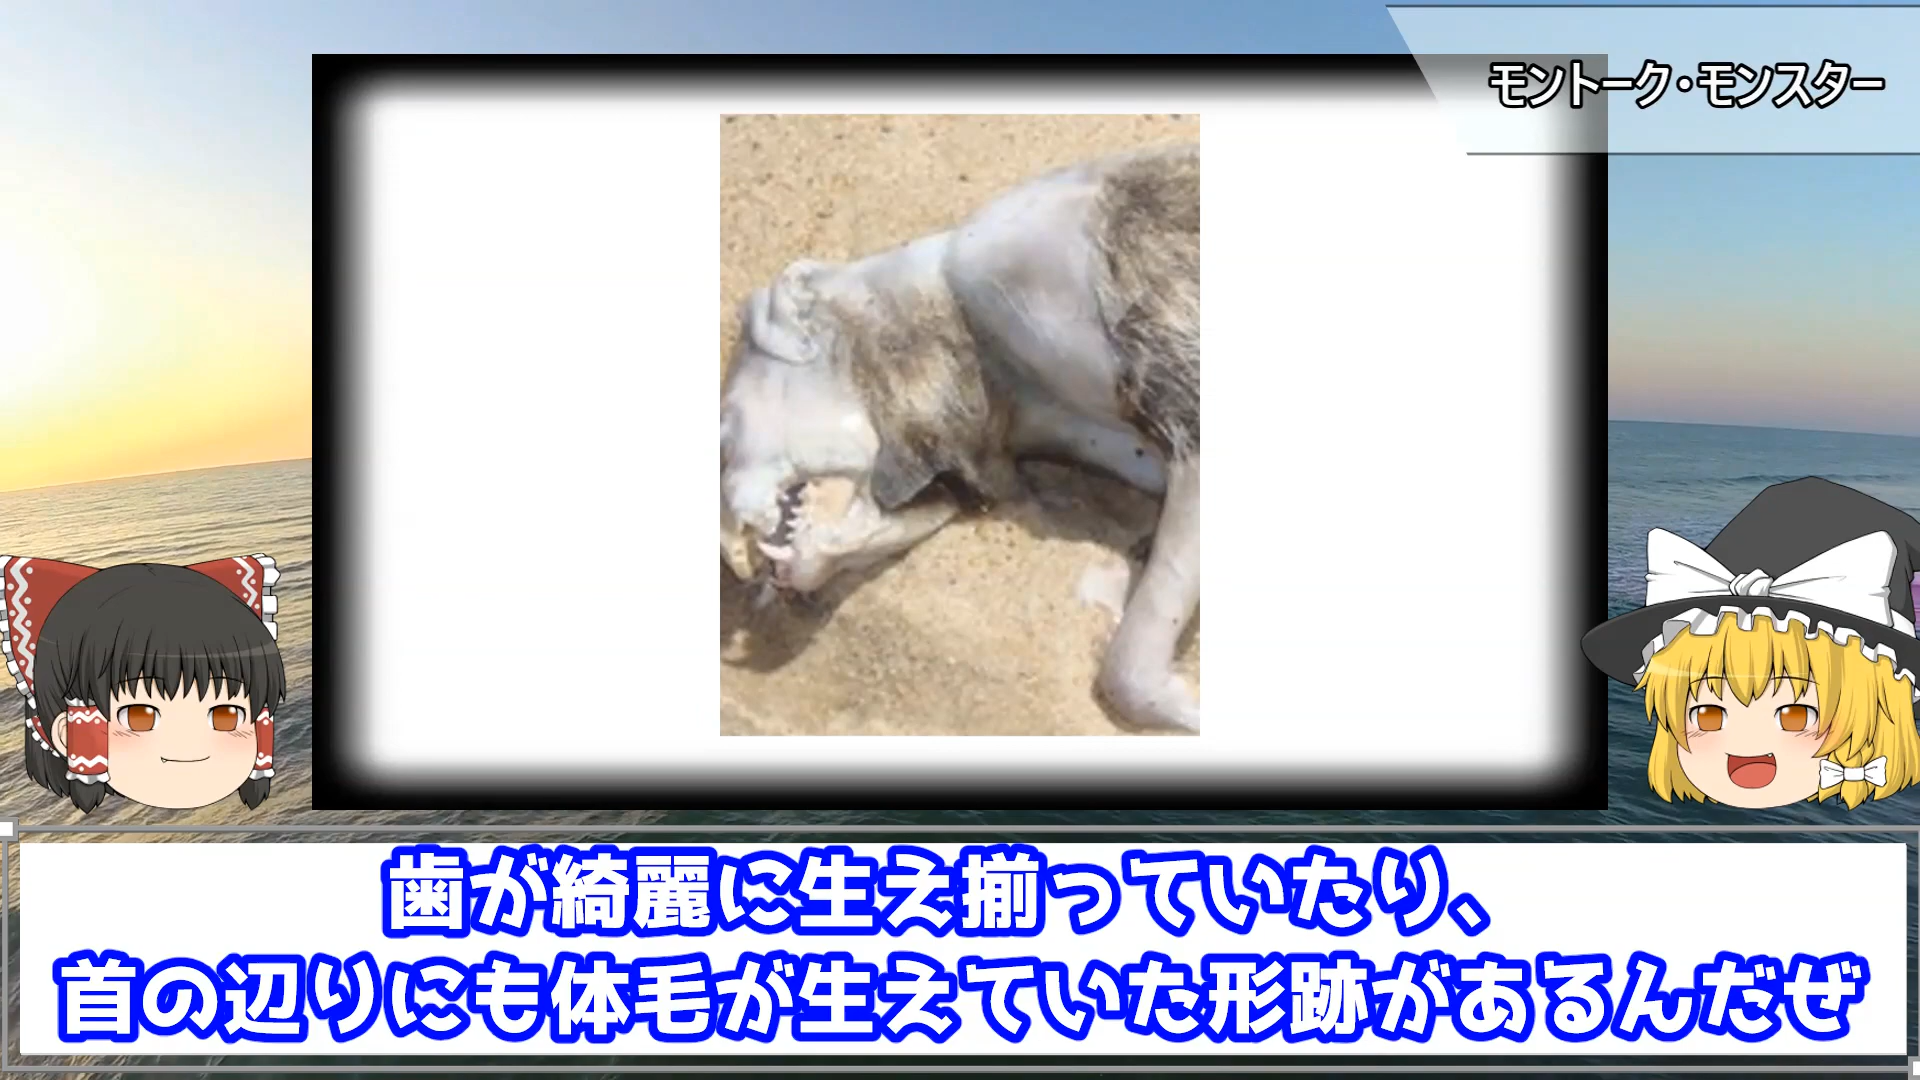 モントーク・モンスター
歯が綺麗に生え揃っていたり、
首の辺りにも体毛が生えていた形跡があるんだぜ